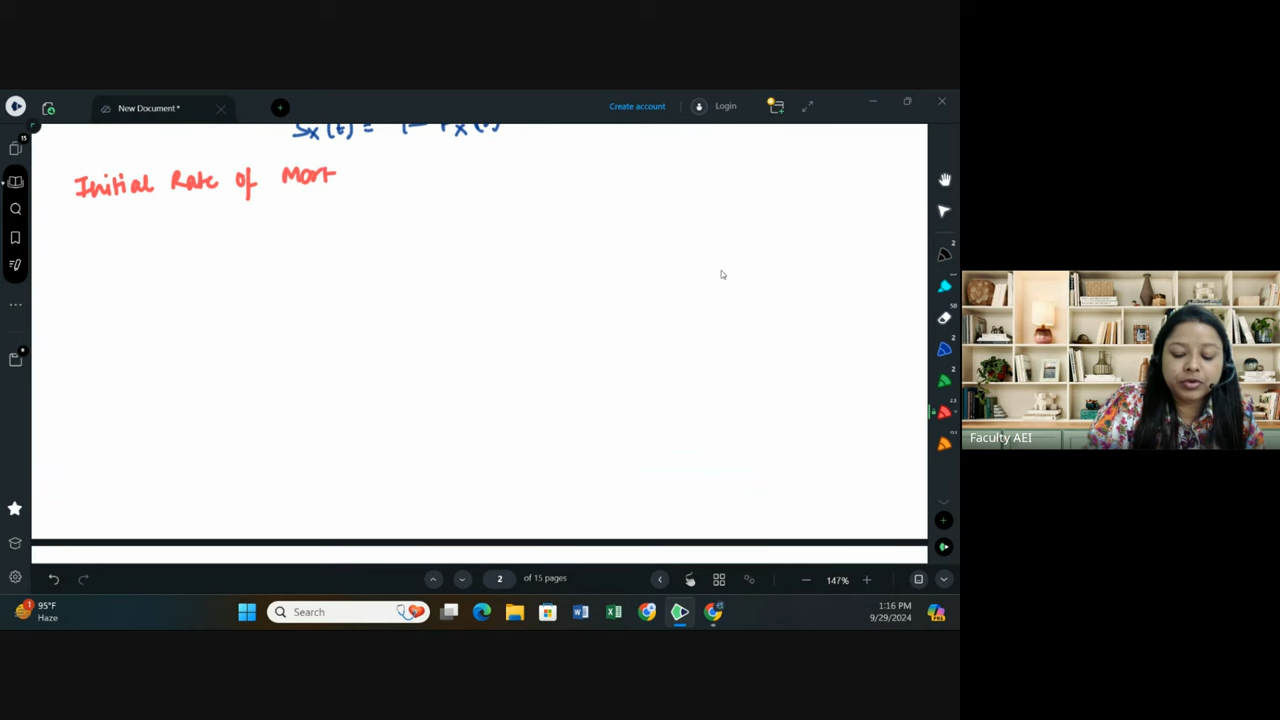 New Document*
Create account
Login
Sx(t) = 1 - Fx(t)
Initial Rate of Mort
Faculty AEI
2 of 15 pages
147%
95°F
Haze
Search
1:16 PM
9/29/2024